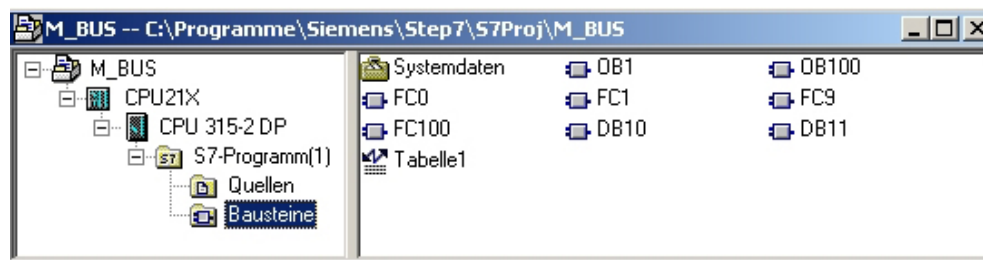 M_BUS -- C:\Programme\Siemens\Step7\S7Proj\M_BUS
M_BUS
CPU21X
CPU 315-2 DP
S7-Programm(1)
Quellen
Bausteine
Systemdaten OB1 OB100
FC0 FC1 FC9
FC100 DB10 DB11
Tabelle1